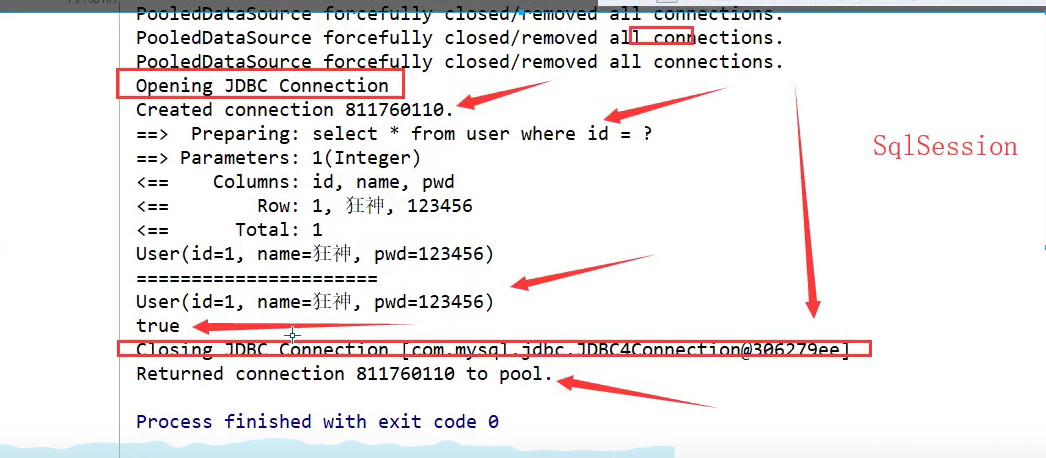 PooledDataSource forcefully closed/removed all connections.
PooledDataSource forcefully closed/removed all connections.
PooledDataSource forcefully closed/removed all connections.
Opening JDBC Connection
Created connection 811760110.
==>  Preparing: select * from user where id = ?
==> Parameters: 1(Integer)
SqlSession
<==    Columns: id, name, pwd
<==        Row: 1, 狂神, 123456
<==      Total: 1
User(id=1, name=狂神, pwd=123456)
======================
User(id=1, name=狂神, pwd=123456)
true
Closing JDBC Connection [com.mysql.jdbc.JDBC4Connection@306279ee]
Returned connection 811760110 to pool.
Process finished with exit code 0